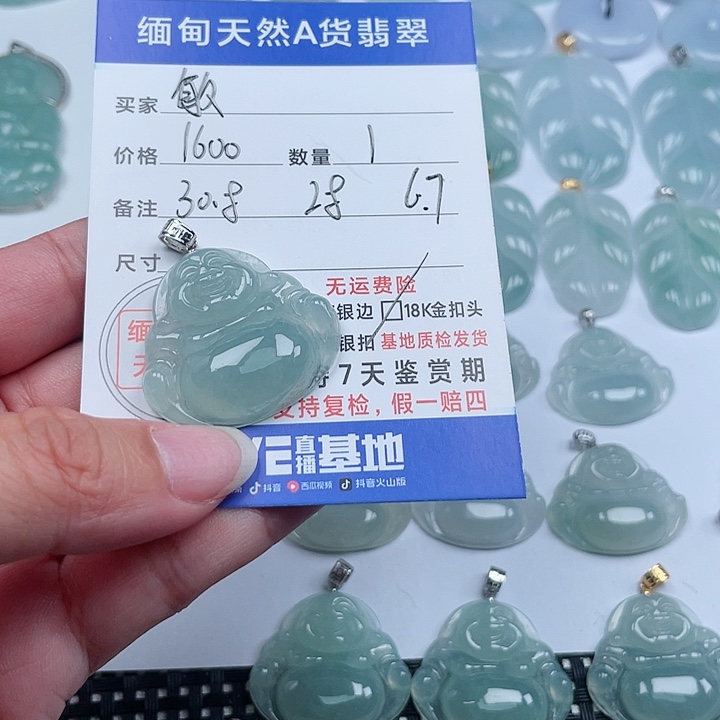 缅甸天然A货翡翠
买家 敏
价格 1600 数量 1
备注 30.8 28 6.7
尺寸
无运费险
银边 □18K金扣头
银扣 基地质检发货
7天鉴赏期
支持复检，假一赔四
直播基地
抖音 西瓜视频 抖音火山版